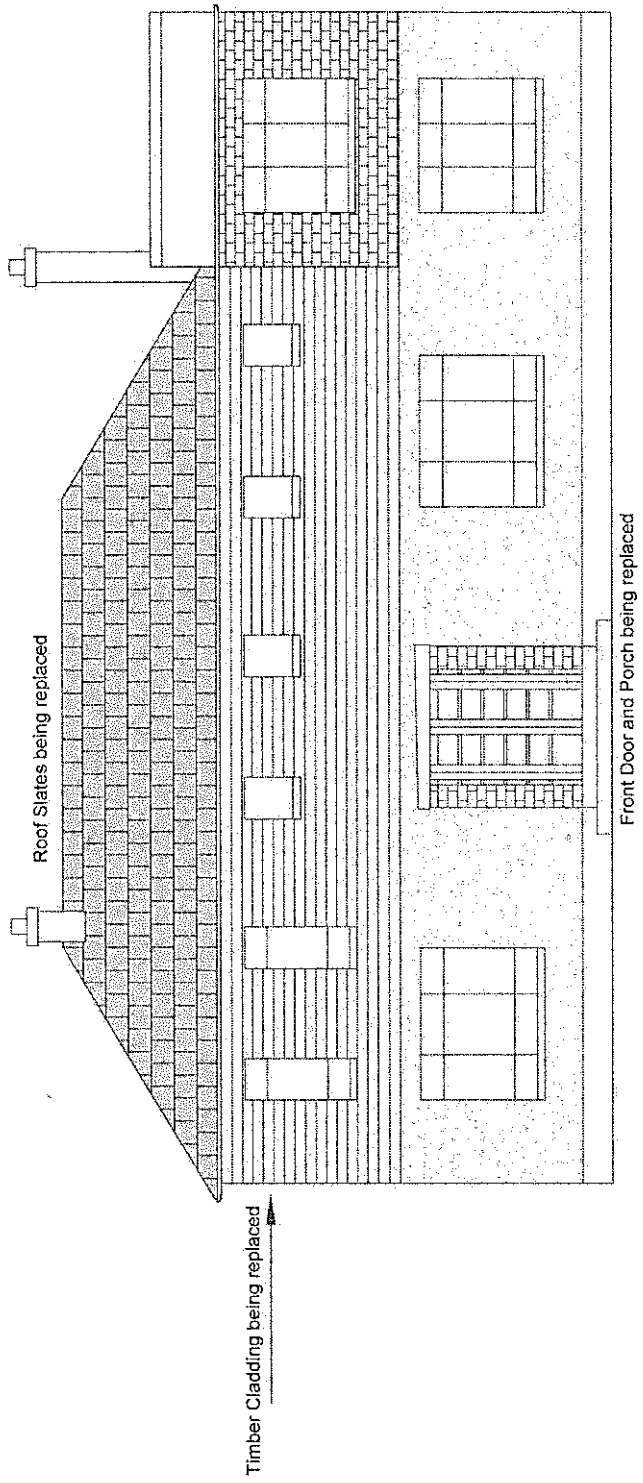 Roof Slates being replaced
Timber Cladding being replaced
Front Door and Porch being replaced